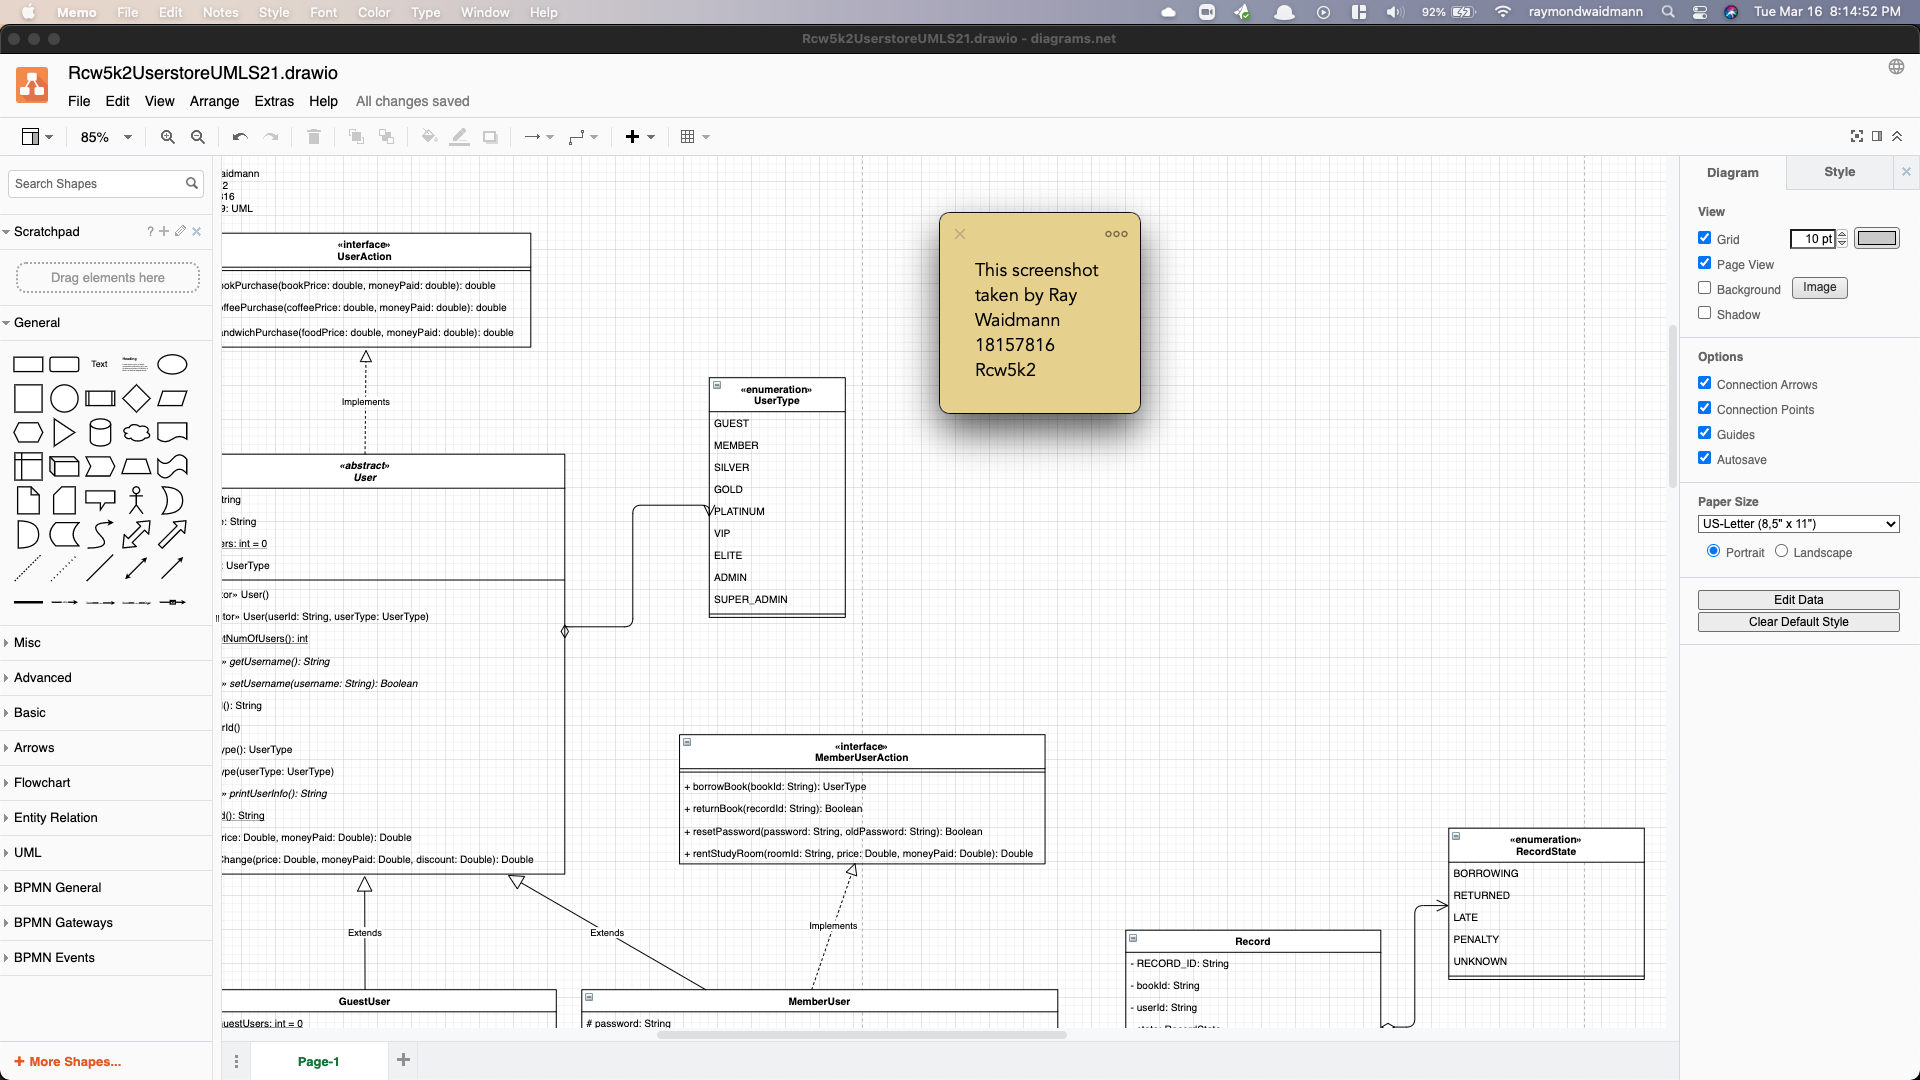 Memo File Edit Notes Style Font Color Type Window Help 92% raymondwaidmann Tue Mar 16 8:14:52 PM
Rcw5k2UserstoreUMLS21.drawio - diagrams.net
Rcw5k2UserstoreUMLS21.drawio
File Edit View Arrange Extras Help All changes saved
85%
Search Shapes
Scratchpad
?
Drag elements here
General
Text
Heading
Misc
Advanced
Basic
Arrows
Flowchart
Entity Relation
UML
BPMN General
BPMN Gateways
BPMN Events
+ More Shapes...
aidmann
2
16
9: UML
«interface»
UserAction
okPurchase(bookPrice: double, moneyPaid: double): double
ffeePurchase(coffeePrice: double, moneyPaid: double): double
andwichPurchase(foodPrice: double, moneyPaid: double): double
Implements
«abstract»
User
tring
: String
ers: int = 0
: UserType
or» User()
tor» User(userId: String, userType: UserType)
tNumOfUsers(): int
» getUsername(): String
» setUsername(username: String): Boolean
(): String
rId()
ype(): UserType
ype(userType: UserType)
» printUserInfo(): String
d(): String
rice: Double, moneyPaid: Double): Double
Change(price: Double, moneyPaid: Double, discount: Double): Double
Extends
Extends
GuestUser
uestUsers: int = 0
«enumeration»
UserType
GUEST
MEMBER
SILVER
GOLD
PLATINUM
VIP
ELITE
ADMIN
SUPER_ADMIN
This screenshot
taken by Ray
Waidmann
18157816
Rcw5k2
«interface»
MemberUserAction
+ borrowBook(bookId: String): UserType
+ returnBook(recordId: String): Boolean
+ resetPassword(password: String, oldPassword: String): Boolean
+ rentStudyRoom(roomId: String, price: Double, moneyPaid: Double): Double
Implements
MemberUser
# password: String
Record
- RECORD_ID: String
- bookId: String
- userId: String
- state: RecordState
«enumeration»
RecordState
BORROWING
RETURNED
LATE
PENALTY
UNKNOWN
Page-1
Diagram Style
View
Grid 10 pt
Page View
Background Image
Shadow
Options
Connection Arrows
Connection Points
Guides
Autosave
Paper Size
US-Letter (8,5" x 11")
Portrait Landscape
Edit Data
Clear Default Style